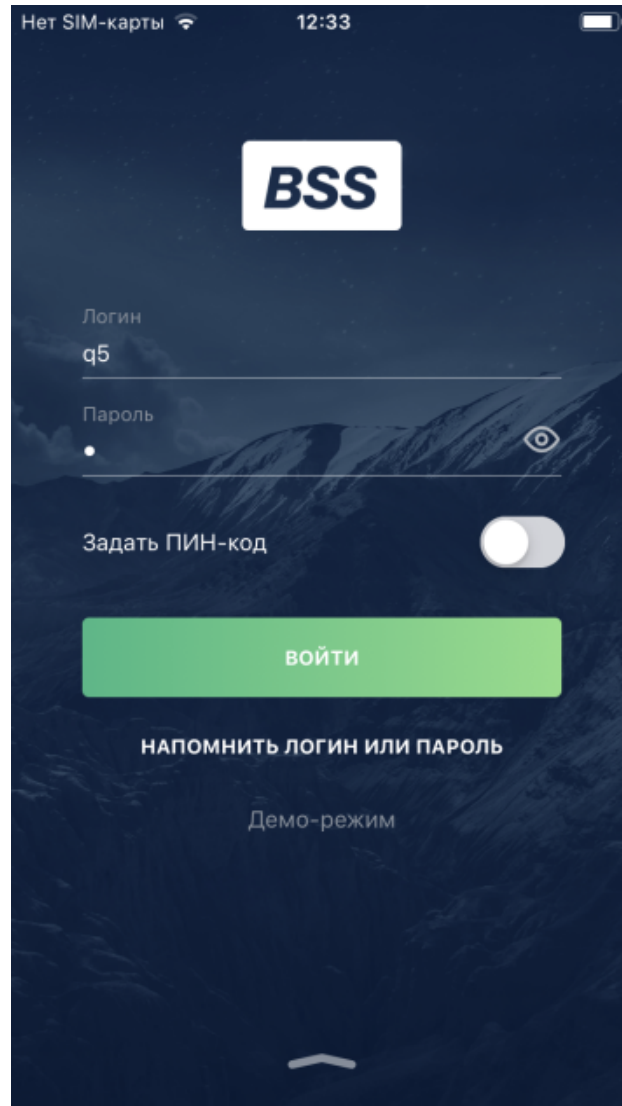 Нет SIM-карты 12:33
BSS
Логин
q5
Пароль
•
Задать ПИН-код
ВОЙТИ
НАПОМНИТЬ ЛОГИН ИЛИ ПАРОЛЬ
Демо-режим